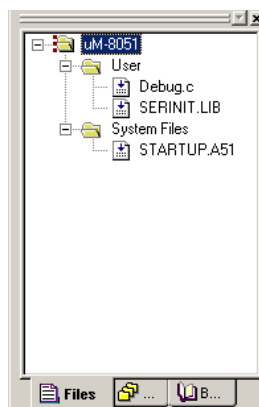 uM-8051
User
Debug.c
SERINIT.LIB
System Files
STARTUP.A51
Files ... B...